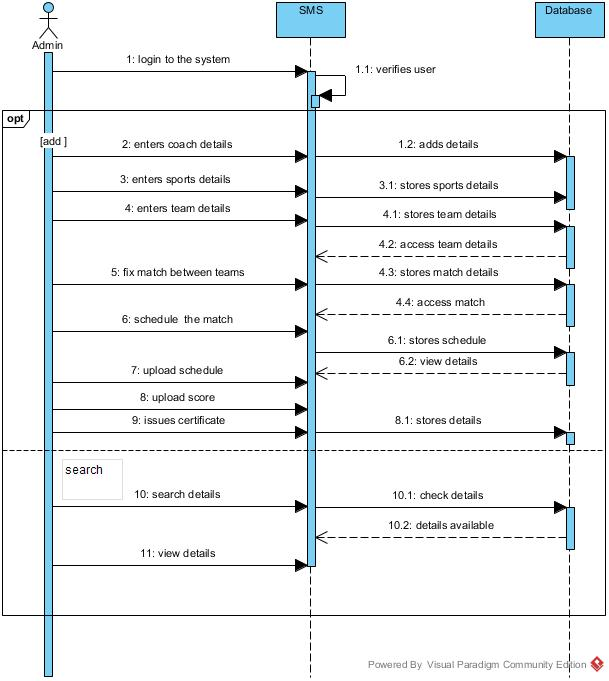 SMS
Database
Admin
1: login to the system
1.1: verifies user
opt
[add ]
2: enters coach details
1.2: adds details
3: enters sports details
3.1: stores sports details
4: enters team details
4.1: stores team details
4.2: access team details
5: fix match between teams
4.3: stores match details
4.4: access match
6: schedule  the match
6.1: stores schedule
6.2: view details
7: upload schedule
8: upload score
9: issues certificate
8.1: stores details
search
10: search details
10.1: check details
10.2: details available
11: view details
Powered By  Visual Paradigm Community Edition